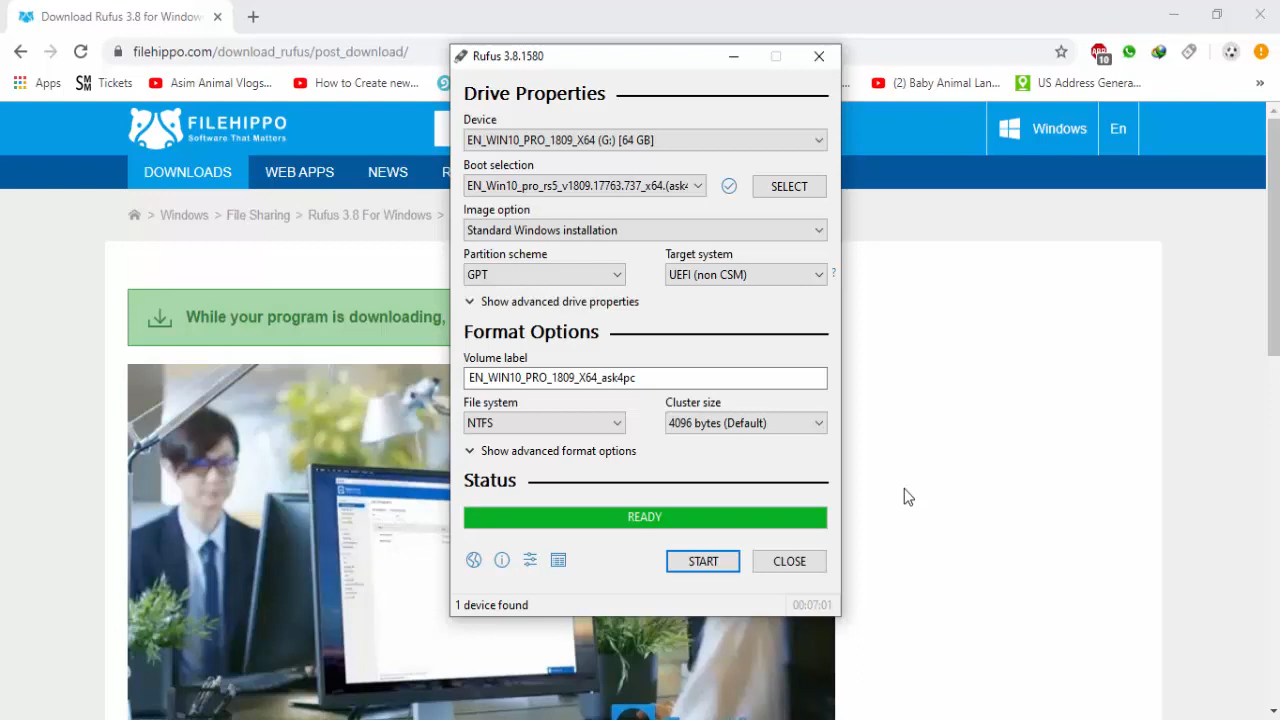 Download Rufus 3.8 for Window
filehippo.com/download_rufus/post_download/
10
Apps
Tickets
Asim Animal Vlogs...
How to Create new...
(2) Baby Animal Lan...
US Address Genera...
»
FILEHIPPO
Software That Matters
Windows
En
DOWNLOADS
WEB APPS
NEWS
> Windows > File Sharing > Rufus 3.8 For Windows >
While your program is downloading,
Rufus 3.8.1580
Drive Properties
Device
EN_WIN10_PRO_1809_X64 (G:) [64 GB]
Boot selection
EN_Win10_pro_rs5_v1809.17763.737_x64.(ask4
SELECT
Image option
Standard Windows installation
Partition scheme
Target system
GPT
UEFI (non CSM)
?
Show advanced drive properties
Format Options
Volume label
EN_WIN10_PRO_1809_X64_ask4pc
File system
Cluster size
NTFS
4096 bytes (Default)
Show advanced format options
Status
READY
START
CLOSE
1 device found
00:07:01